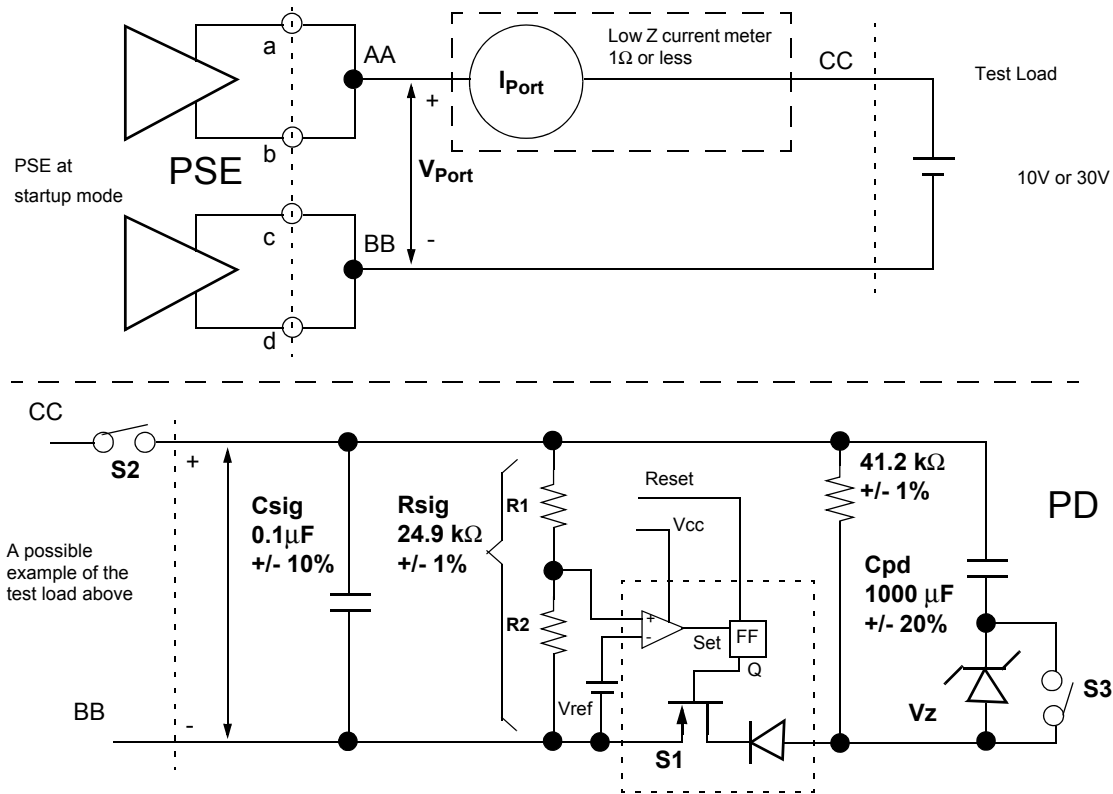 a
AA
b
PSE
PSE at
startup mode
c
BB
d
+
VPort
-
IPort
Low Z current meter
1Ω or less
CC
Test Load
10V or 30V
CC
S2
+
-
BB
A possible
example of the
test load above
Csig
0.1μF
+/- 10%
Rsig
24.9 kΩ
+/- 1%
R1
R2
Reset
Vcc
+
-
Set
FF
Q
Vref
S1
41.2 kΩ
+/- 1%
PD
Cpd
1000 μF
+/- 20%
Vz
S3